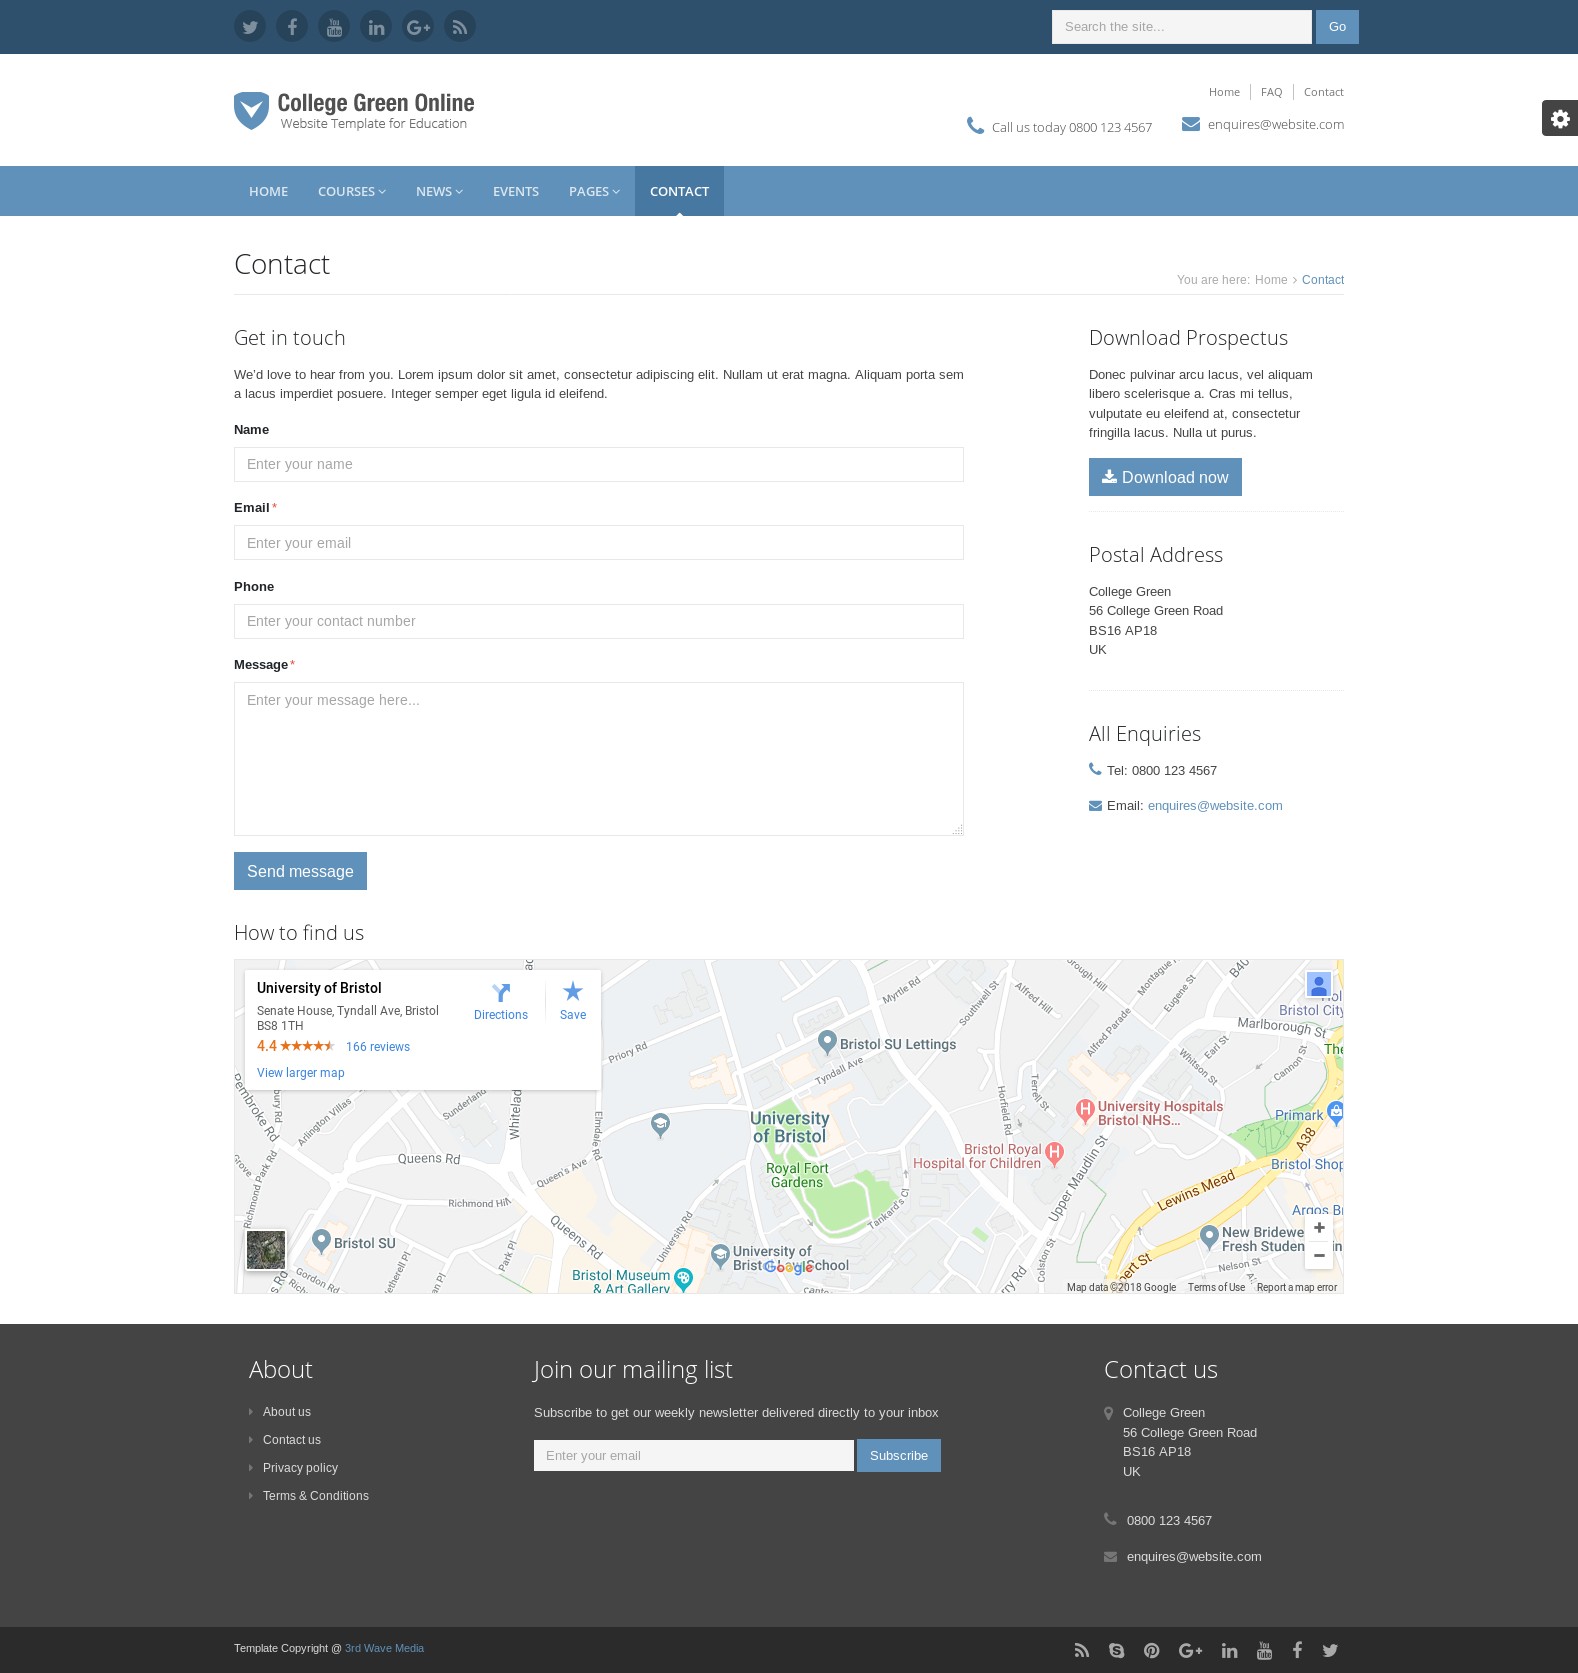 Search the site...
Go
College Green Online
Website Template for Education
Home
FAQ
Contact
Call us today 0800 123 4567
enquires@website.com
HOME
COURSES
NEWS
EVENTS
PAGES
CONTACT
Contact
You are here: Home > Contact
Get in touch
We’d love to hear from you. Lorem ipsum dolor sit amet, consectetur adipiscing elit. Nullam ut erat magna. Aliquam porta sem
a lacus imperdiet posuere. Integer semper eget ligula id eleifend.
Name
Enter your name
Email*
Enter your email
Phone
Enter your contact number
Message*
Enter your message here...
Send message
Download Prospectus
Donec pulvinar arcu lacus, vel aliquam
libero scelerisque a. Cras mi tellus,
vulputate eu eleifend at, consectetur
fringilla lacus. Nulla ut purus.
Download now
Postal Address
College Green
56 College Green Road
BS16 AP18
UK
All Enquiries
Tel: 0800 123 4567
Email: enquires@website.com
How to find us
University of Bristol
Senate House, Tyndall Ave, Bristol
BS8 1TH
4.4
166 reviews
View larger map
Directions
Save
Myrtle Rd
Southwell St
Alfred Hill
Montague Hill
Eugene St
B40
Bristol City
Marlborough St
Priory Rd
Bristol SU Lettings
Tyndall Ave
Alfred Parade
Whitson St
Earl St
Cannon St
The
Pembroke Rd
Arlington Villas
Sunderland
Whitelad
Elmdale Rd
University
of Bristol
Horfield Rd
Terrell St
University Hospitals
Bristol NHS...
Primark
A38
Queens Rd
Queen's Ave
Royal Fort
Gardens
Bristol Royal
Hospital for Children
Bristol Shop
Grove
Richmond Park Rd
Richmond Hill
Queens Rd
University Rd
Tankard's Cl
Upper Maudlin St
Lewins Mead
Argos Br
Bristol SU
Gordon Rd
Park Pl
University of
Bristol Law School
Google
Bristol Museum
& Art Gallery
Colston St
New Bridewe
Fresh Studen
Nelson St
Map data ©2018 Google
Terms of Use
Report a map error
About
About us
Contact us
Privacy policy
Terms & Conditions
Join our mailing list
Subscribe to get our weekly newsletter delivered directly to your inbox
Enter your email
Subscribe
Contact us
College Green
56 College Green Road
BS16 AP18
UK
0800 123 4567
enquires@website.com
Template Copyright @ 3rd Wave Media